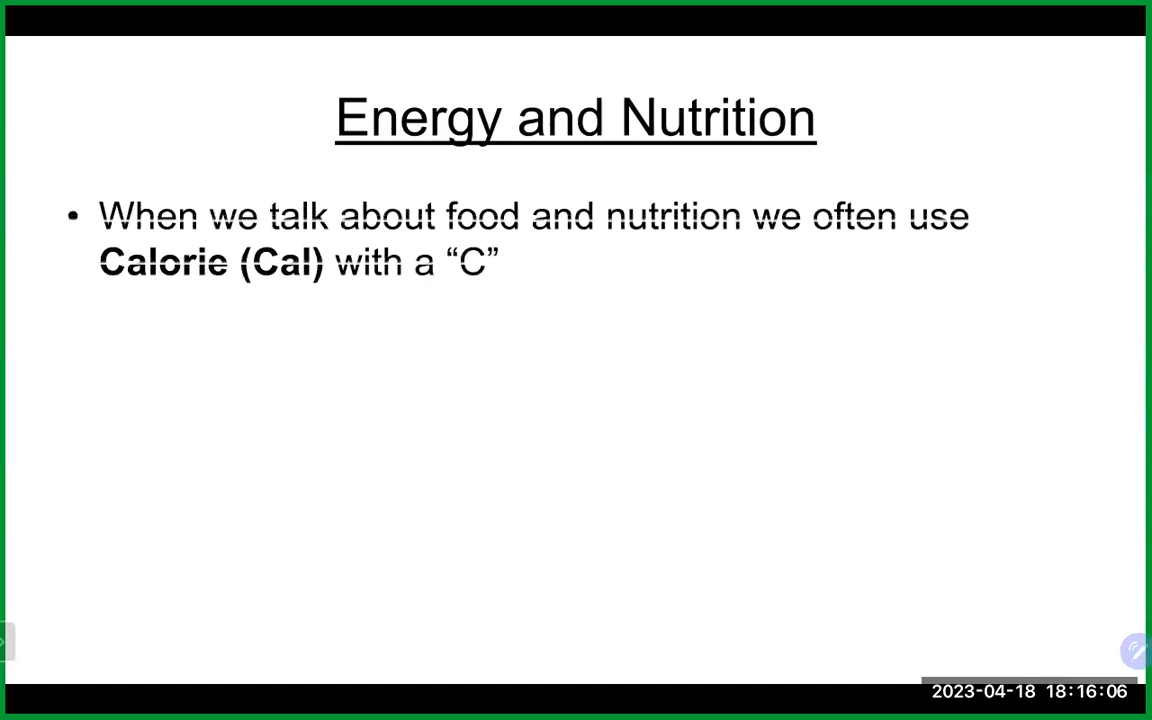 Energy and Nutrition
• When we talk about food and nutrition we often use
Calorie (Cal) with a “C”
2023-04-18 18:16:06